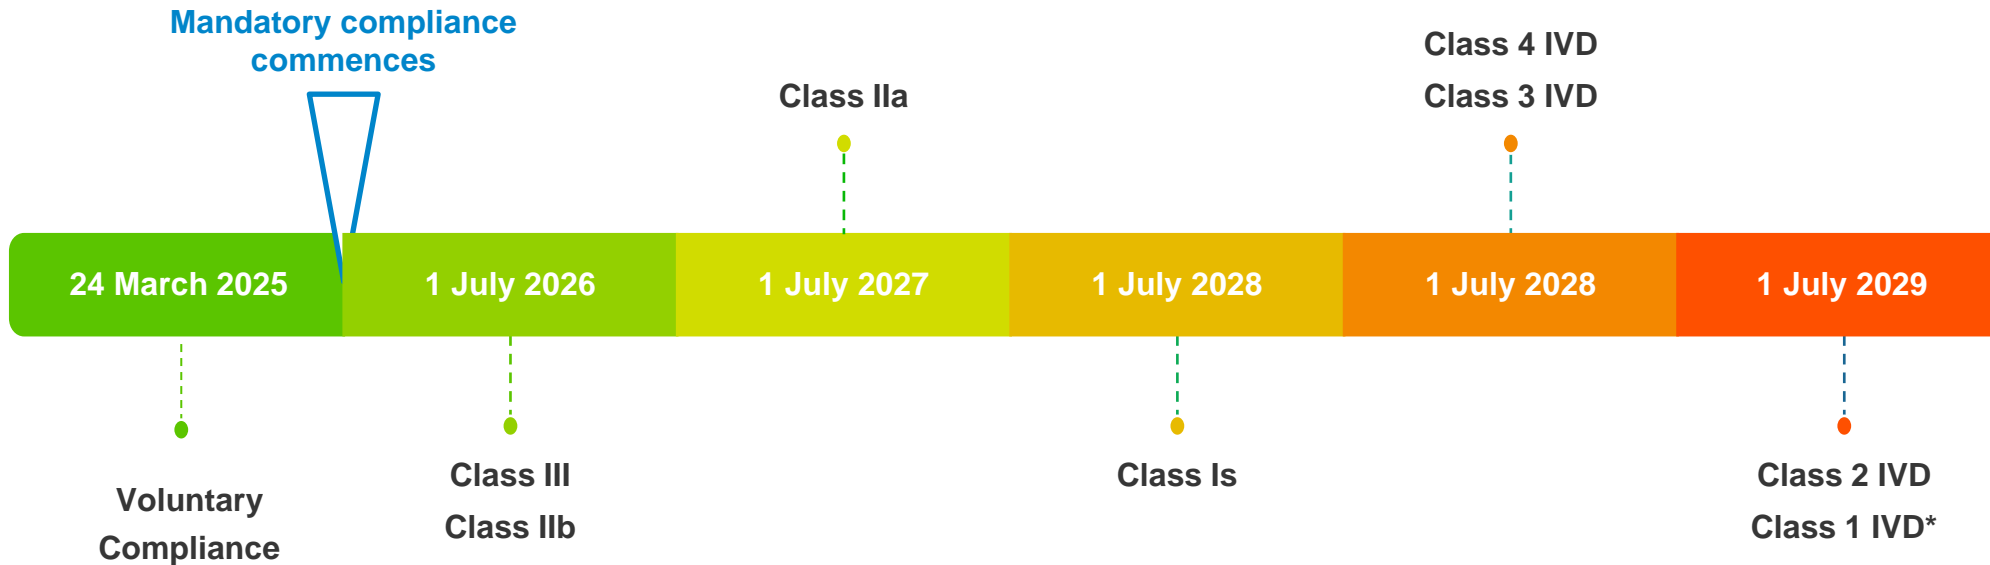 Mandatory compliance
commences
Class IIa
Class 4 IVD
Class 3 IVD
24 March 2025
1 July 2026
1 July 2027
1 July 2028
1 July 2028
1 July 2029
Voluntary
Compliance
Class III
Class IIb
Class Is
Class 2 IVD
Class 1 IVD*